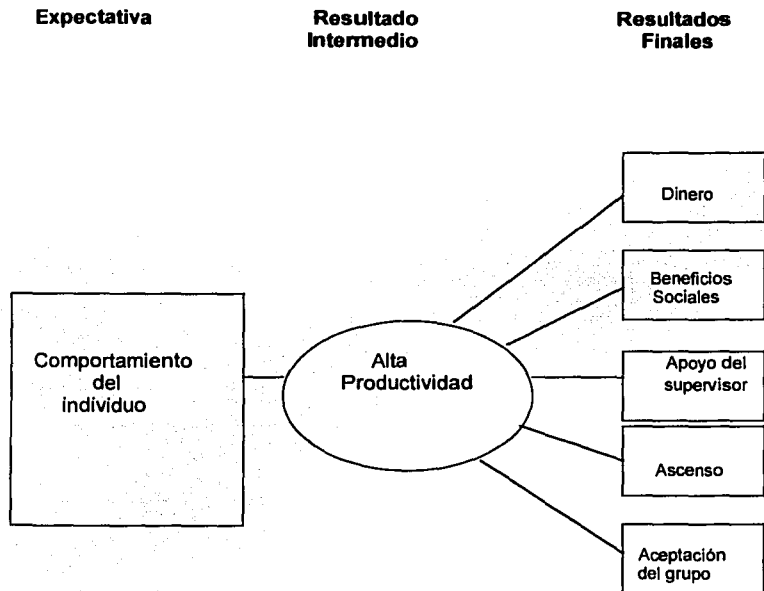 Expectativa
Resultado
Intermedio
Resultados
Finales
Comportamiento
del
individuo
Alta
Productividad
Dinero
Beneficios
Sociales
Apoyo del
supervisor
Ascenso
Aceptación
del grupo